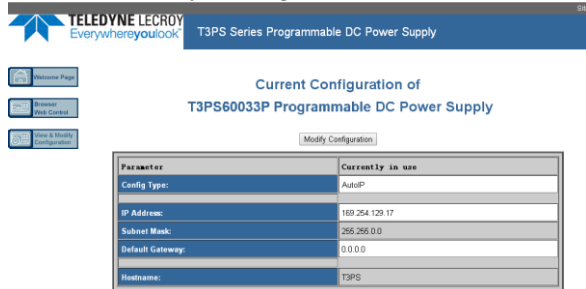 Sit
TELEDYNE LECROY
Everywhereyoulook
T3PS Series Programmable DC Power Supply
Welcome Page
Browser
Web Control
View & Modify
Configuration
Current Configuration of
T3PS60033P Programmable DC Power Supply
Modify Configuration
Parameter Currently in use
Config Type: AutoIP
IP Address: 169.254.129.17
Subnet Mask: 255.255.0.0
Default Gateway: 0.0.0.0
Hostname: T3PS